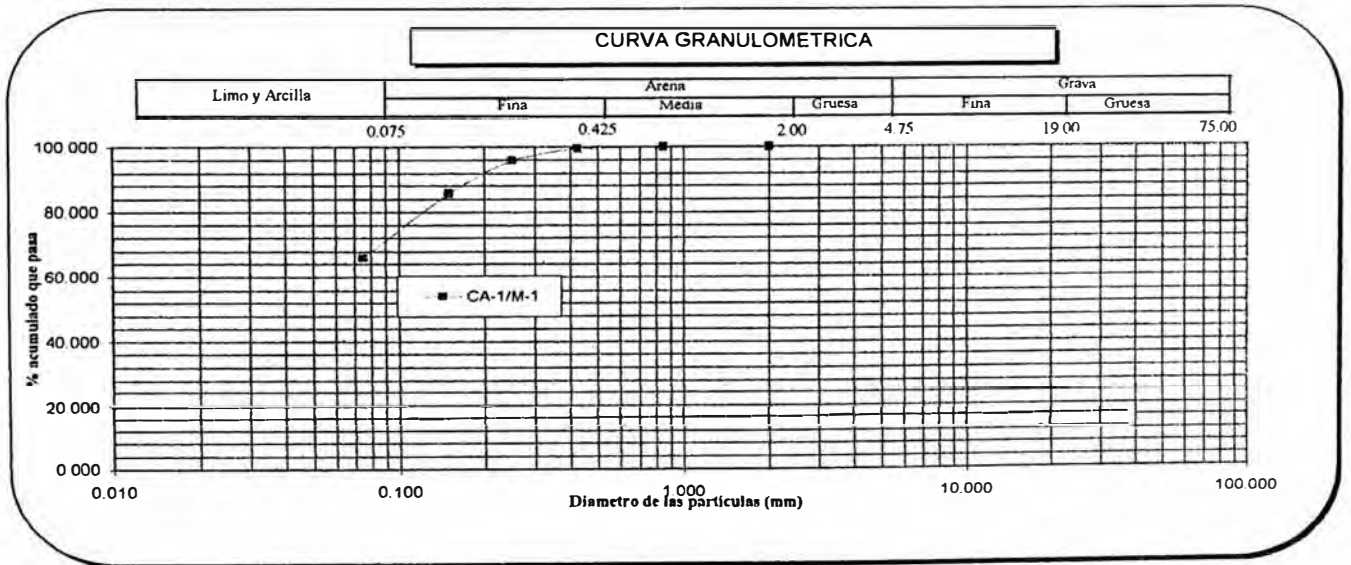 CURVA GRANULOMETRICA
Limo y Arcilla
Arena
Grava
Fina
Media
Gruesa
Fina
Gruesa
0.075
0.425
2.00
4.75
19 00
75.00
100 000
80 000
60 000
40 000
20 000
0 000
% acumulado que pasa
CA-1/M-1
0.010
0.100
1.000
10.000
100.000
Diametro de las particulas (mm)